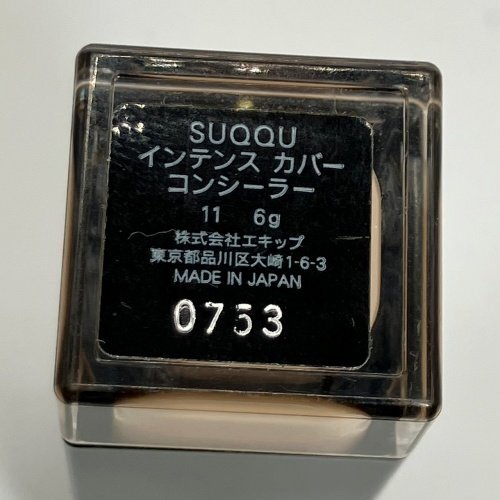 SUQQU
インテンス カバー
コンシーラー
11 6g
株式会社エキップ
東京都品川区大崎1-6-3
MADE IN JAPAN
0753